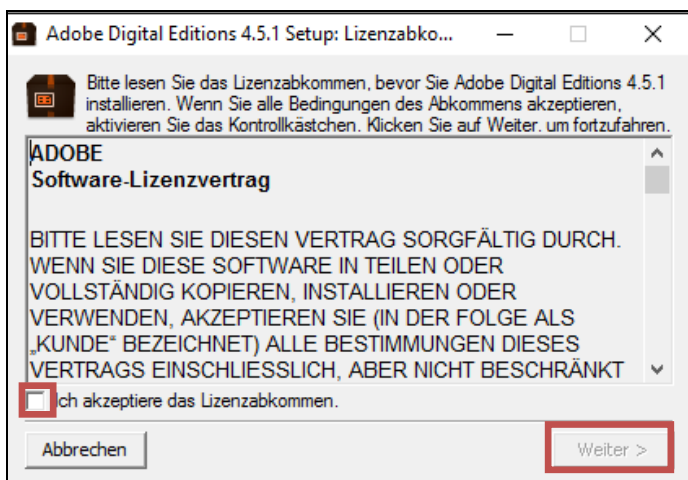 Adobe Digital Editions 4.5.1 Setup: Lizenzabko...
Bitte lesen Sie das Lizenzabkommen, bevor Sie Adobe Digital Editions 4.5.1
installieren. Wenn Sie alle Bedingungen des Abkommens akzeptieren,
aktivieren Sie das Kontrollkästchen. Klicken Sie auf Weiter. um fortzufahren.
ADOBE
Software-Lizenzvertrag
BITTE LESEN SIE DIESEN VERTRAG SORGFÄLTIG DURCH.
WENN SIE DIESE SOFTWARE IN TEILEN ODER
VOLLSTÄNDIG KOPIEREN, INSTALLIEREN ODER
VERWENDEN, AKZEPTIEREN SIE (IN DER FOLGE ALS
„KUNDE“ BEZEICHNET) ALLE BESTIMMUNGEN DIESES
VERTRAGS EINSCHLIESSLICH, ABER NICHT BESCHRÄNKT
Ich akzeptiere das Lizenzabkommen.
Abbrechen
Weiter >